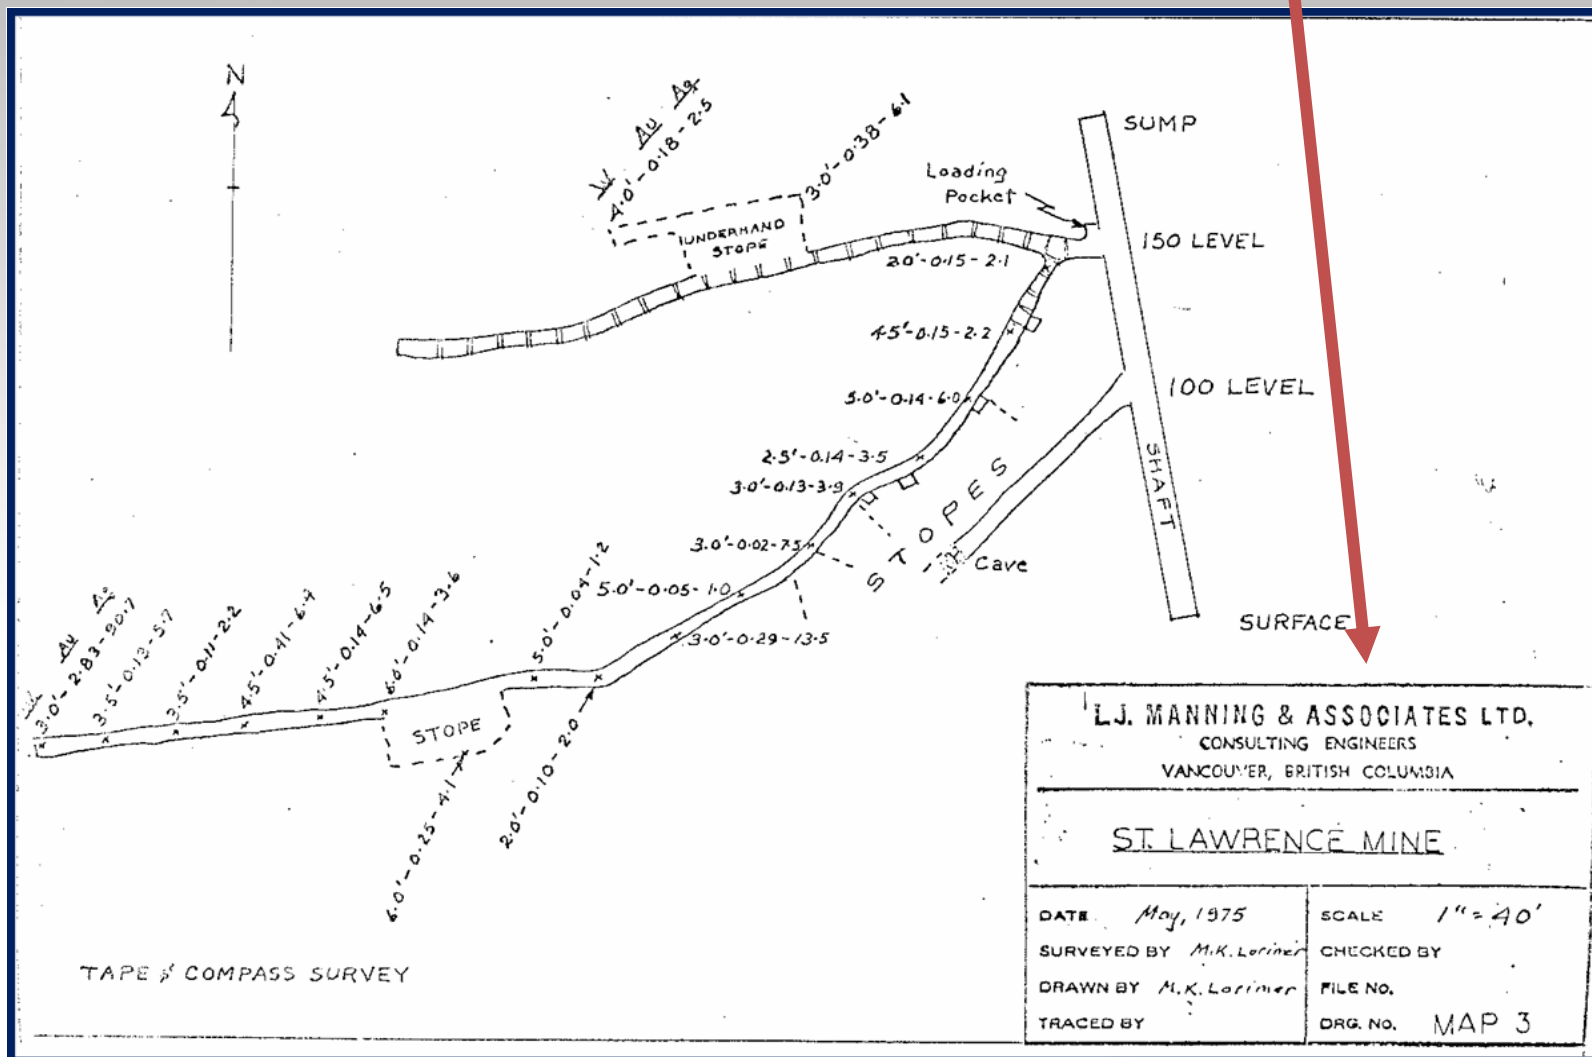 N
W Au Ag
4.0'-0.18-2.5
3.0'-0.38-6.1
UNDERHAND
STOPE
Loading
Pocket
SUMP
150 LEVEL
2.0'-0.15-2.1
4.5'-0.15-2.2
100 LEVEL
5.0'-0.14-6.0
2.5'-0.14-3.5
3.0'-0.13-3.9
3.0'-0.02-7.5
5.0'-0.05-1.0
3.0'-0.29-13.5
STOPES
Cave
SHAFT
SURFACE
Au Ag
3.0'-2.83-90.7
3.5'-0.13-5.7
3.5'-0.11-2.2
4.5'-0.41-6.4
4.5'-0.14-6.5
6.0'-0.14-3.6
5.0'-0.04-1.2
STOPE
6.0'-0.25-4.1
2.0'-0.10-2.0
TAPE & COMPASS SURVEY
L.J. MANNING & ASSOCIATES LTD.
CONSULTING ENGINEERS
VANCOUVER, BRITISH COLUMBIA
ST. LAWRENCE MINE
DATE May, 1975
SCALE 1"=40'
SURVEYED BY M.K. Lorimer
CHECKED BY
DRAWN BY M.K. Lorimer
FILE NO.
TRACED BY
DRG. NO. MAP 3